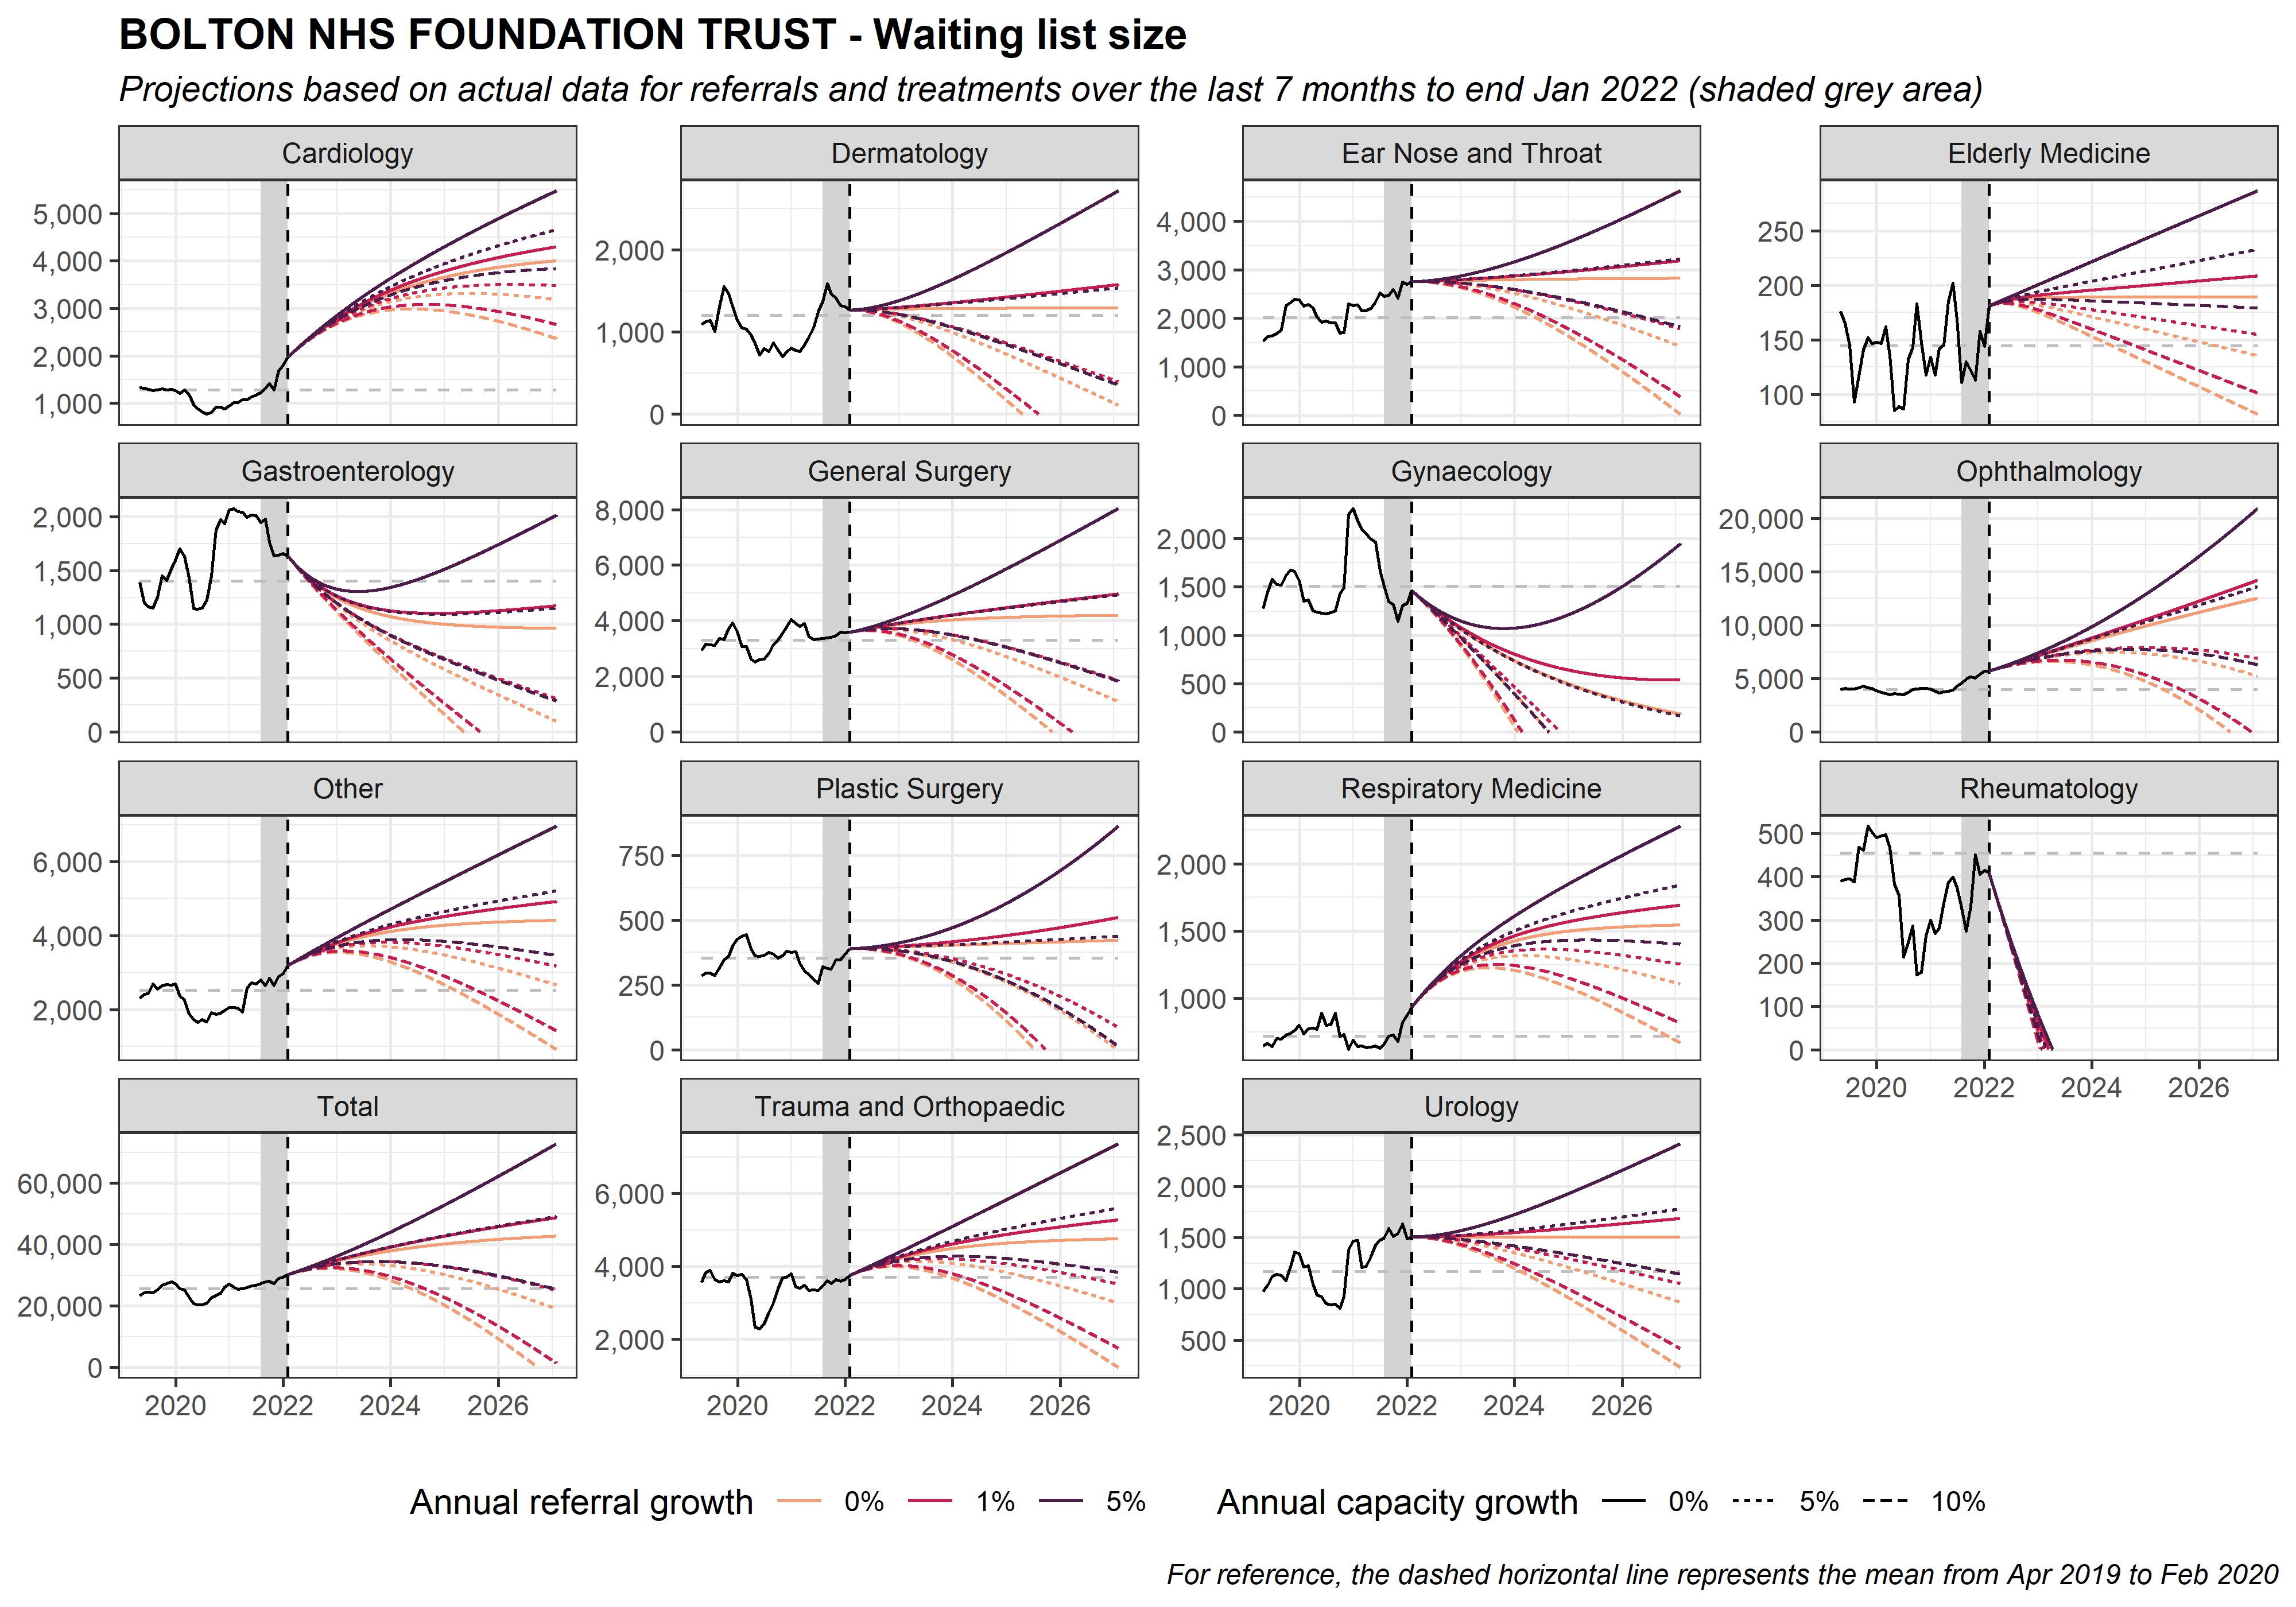 BOLTON NHS FOUNDATION TRUST - Waiting list size
Projections based on actual data for referrals and treatments over the last 7 months to end Jan 2022 (shaded grey area)
Cardiology
Dermatology
Ear Nose and Throat
Elderly Medicine
5,000
4,000
3,000
2,000
1,000
2,000
1,000
0
4,000
3,000
2,000
1,000
0
250
200
150
100
Gastroenterology
General Surgery
Gynaecology
Ophthalmology
2,000
1,500
1,000
500
0
8,000
6,000
4,000
2,000
0
2,000
1,500
1,000
500
0
20,000
15,000
10,000
5,000
0
Other
Plastic Surgery
Respiratory Medicine
Rheumatology
6,000
4,000
2,000
750
500
250
0
2,000
1,500
1,000
500
400
300
200
100
0
2020 2022 2024 2026
Total
Trauma and Orthopaedic
Urology
60,000
40,000
20,000
0
6,000
4,000
2,000
2,500
2,000
1,500
1,000
500
2020 2022 2024 2026
2020 2022 2024 2026
2020 2022 2024 2026
Annual referral growth 0% 1% 5%
Annual capacity growth 0% 5% 10%
For reference, the dashed horizontal line represents the mean from Apr 2019 to Feb 2020